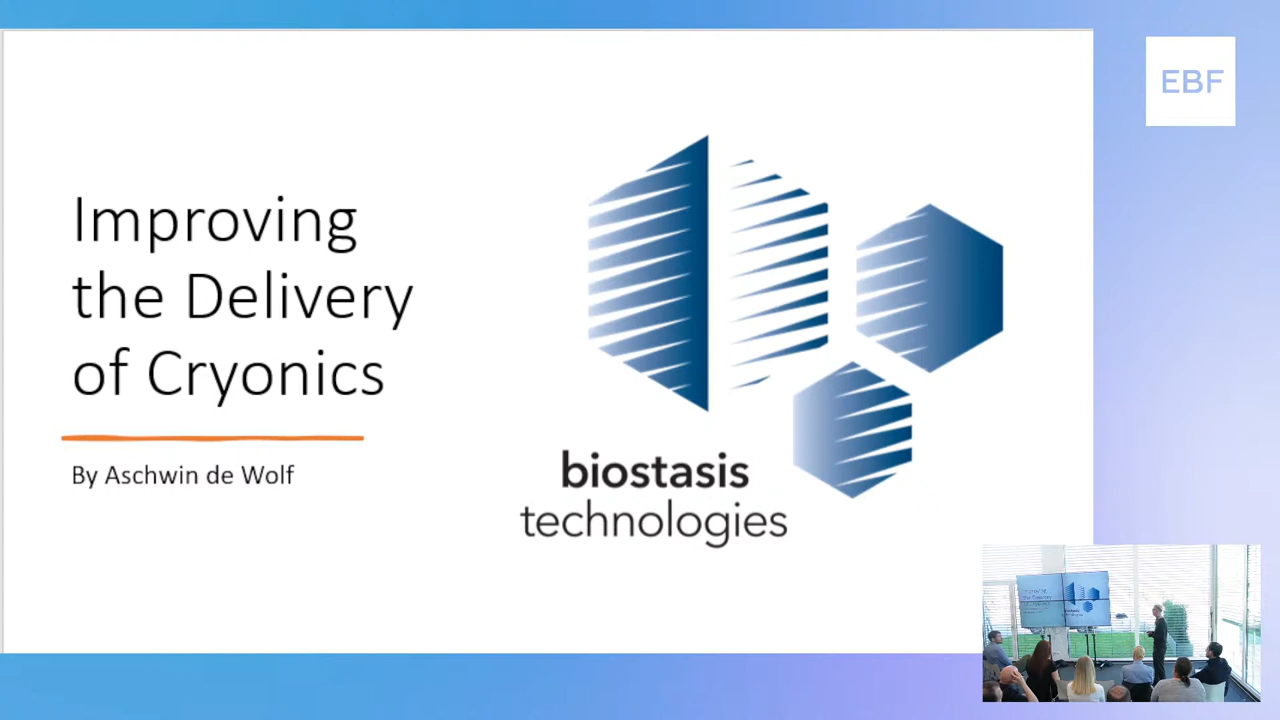 EBF
Improving
the Delivery
of Cryonics
By Aschwin de Wolf
biostasis
technologies